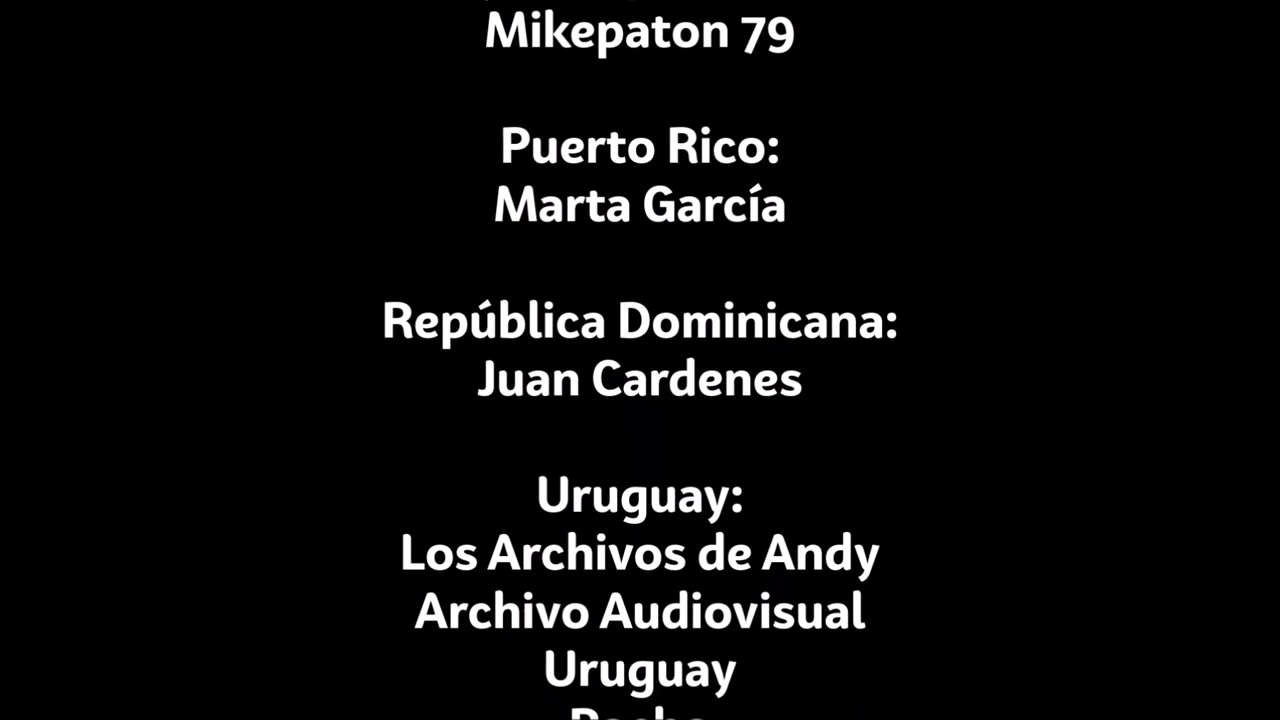 Mikepaton 79
Puerto Rico:
Marta García
República Dominicana:
Juan Cardenes
Uruguay:
Los Archivos de Andy
Archivo Audiovisual
Uruguay